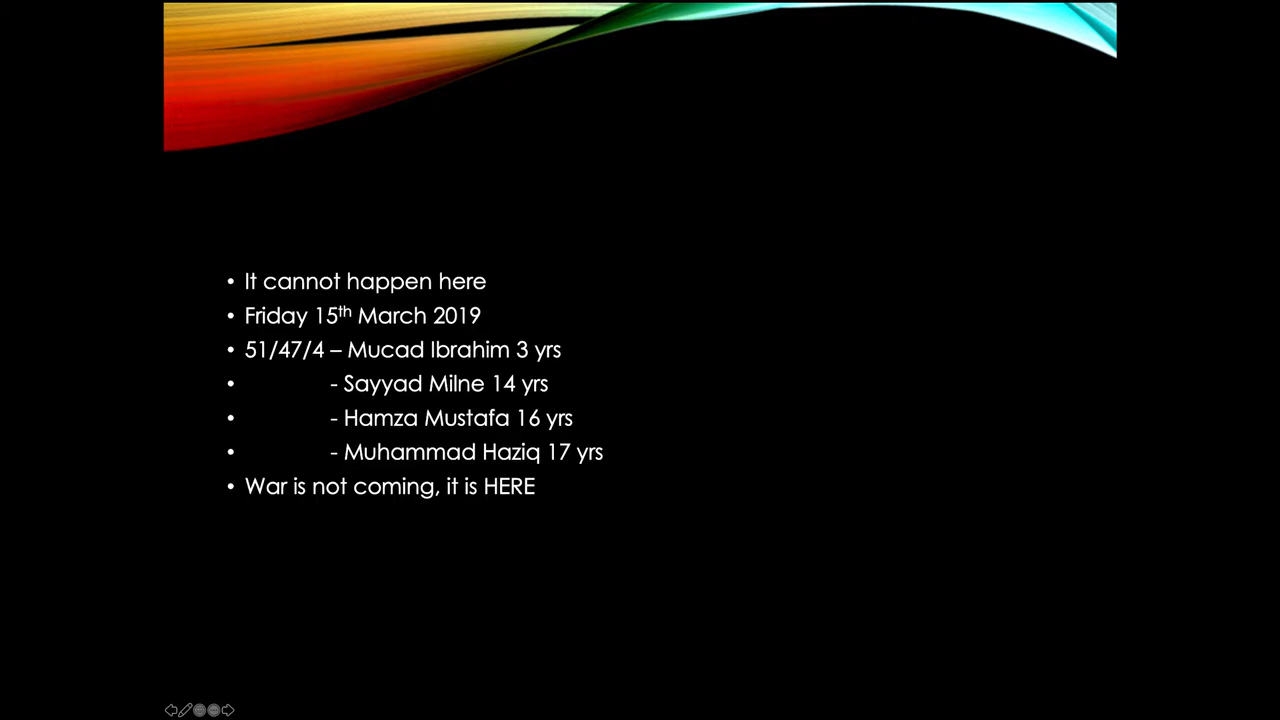 • It cannot happen here
• Friday 15th March 2019
• 51/47/4 – Mucad Ibrahim 3 yrs
• - Sayyad Milne 14 yrs
• - Hamza Mustafa 16 yrs
• - Muhammad Haziq 17 yrs
• War is not coming, it is HERE